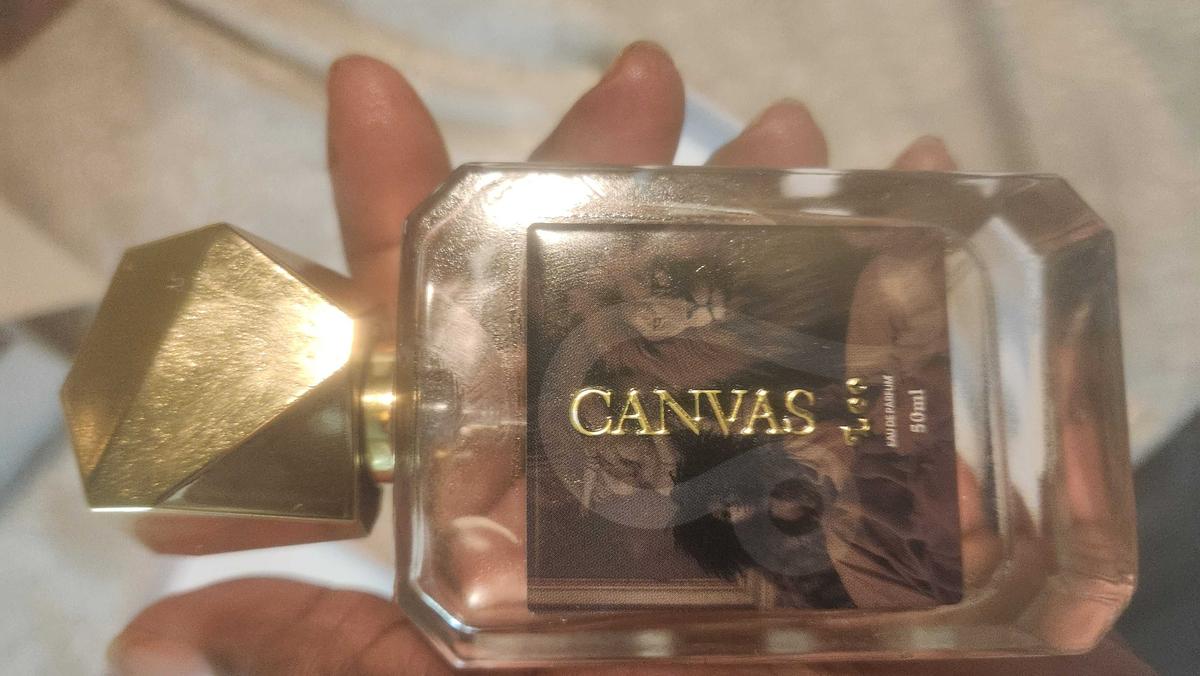 CANVAS
EAU DE PARFUM
50ml